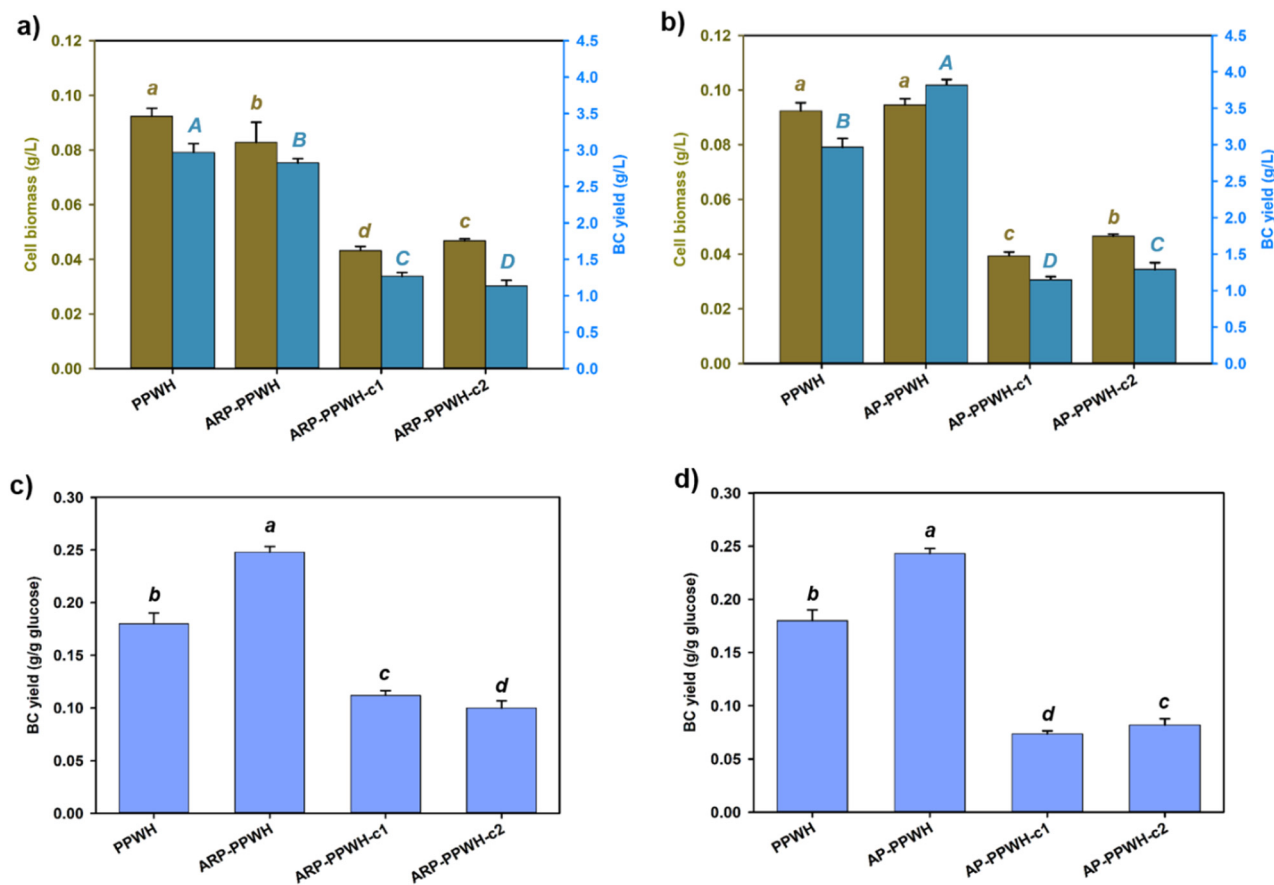 a)
0.12
0.10
0.08
0.06
0.04
0.02
0.00
Cell biomass (g/L)
4.5
4.0
3.5
3.0
2.5
2.0
1.5
1.0
0.5
0.0
BC yield (g/L)
a
A
b
B
d
C
c
D
PPWH
ARP-PPWH
ARP-PPWH-c1
ARP-PPWH-c2
b)
0.12
0.10
0.08
0.06
0.04
0.02
0.00
Cell biomass (g/L)
4.5
4.0
3.5
3.0
2.5
2.0
1.5
1.0
0.5
0.0
BC yield (g/L)
a
B
a
A
c
D
b
C
PPWH
AP-PPWH
AP-PPWH-c1
AP-PPWH-c2
c)
0.30
0.25
0.20
0.15
0.10
0.05
0.00
BC yield (g/g glucose)
b
a
c
d
PPWH
ARP-PPWH
ARP-PPWH-c1
ARP-PPWH-c2
d)
0.30
0.25
0.20
0.15
0.10
0.05
0.00
BC yield (g/g glucose)
b
a
d
c
PPWH
AP-PPWH
AP-PPWH-c1
AP-PPWH-c2